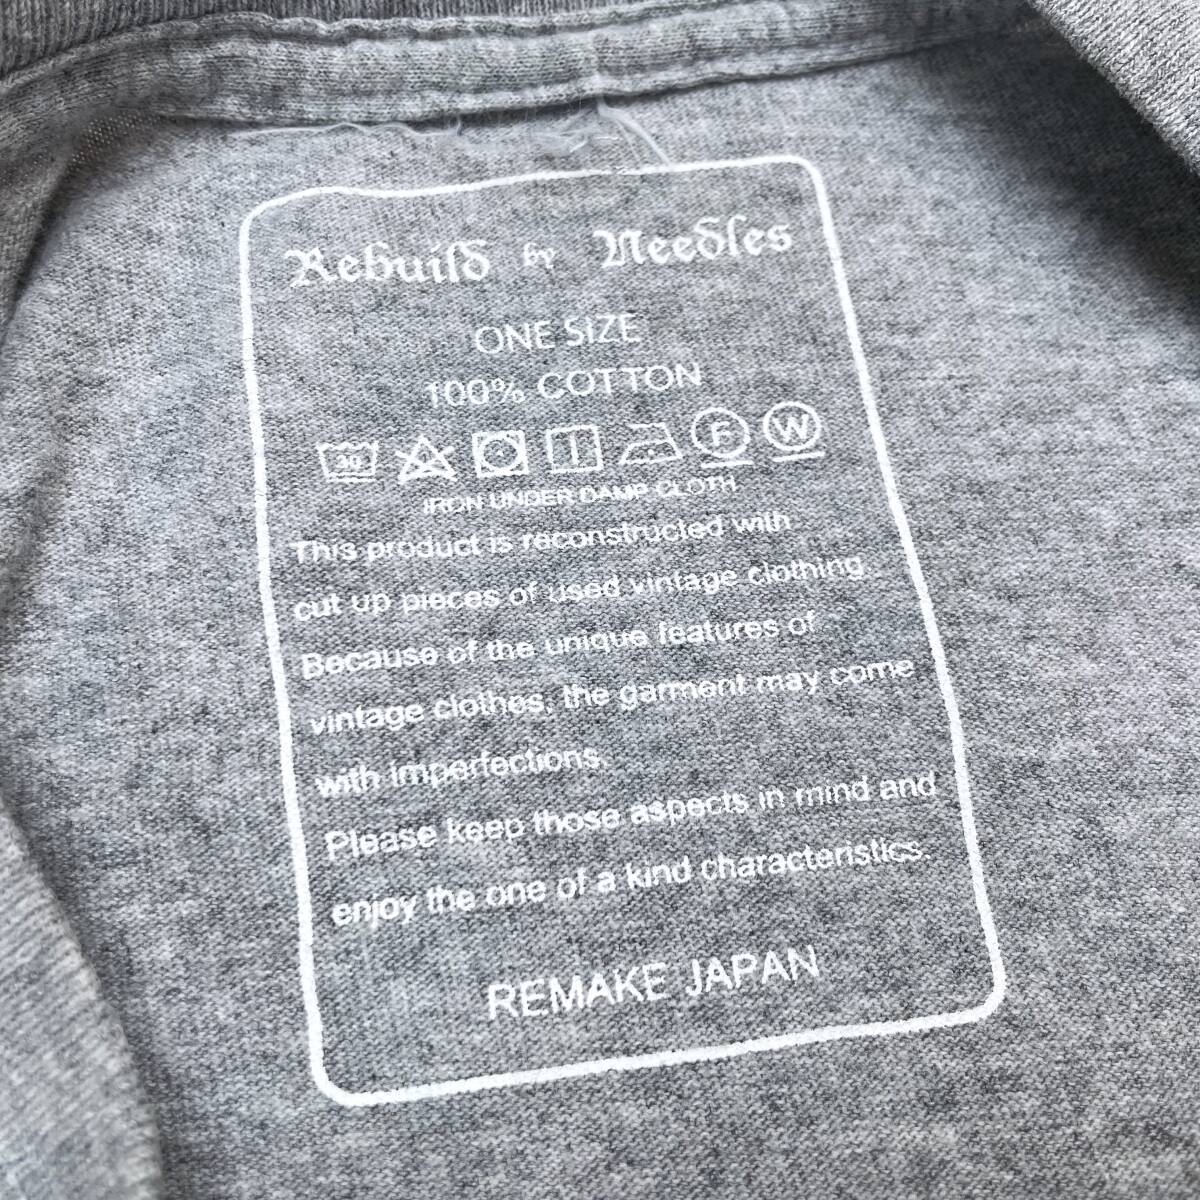 Rebuild by Needles
ONE SIZE
100% COTTON
30 F W
IRON UNDER DAMP CLOTH
This product is reconstructed with
cut up pieces of used vintage clothing.
Because of the unique features of
vintage clothes, the garment may come
with imperfections.
Please keep those aspects in mind and
enjoy the one of a kind characteristics.
REMAKE JAPAN